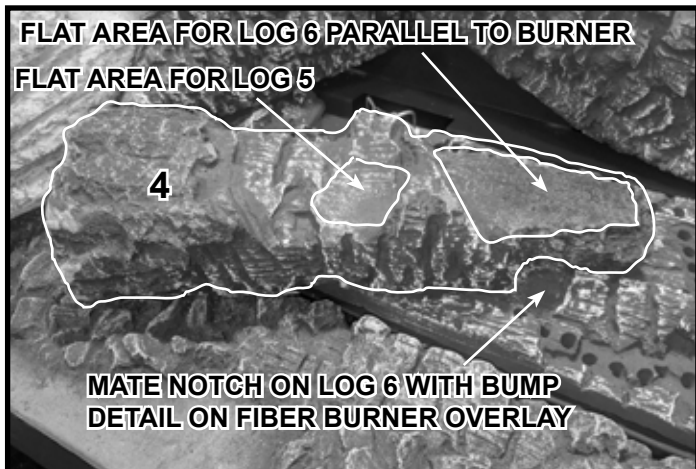 FLAT AREA FOR LOG 6 PARALLEL TO BURNER
FLAT AREA FOR LOG 5
4
MATE NOTCH ON LOG 6 WITH BUMP
DETAIL ON FIBER BURNER OVERLAY